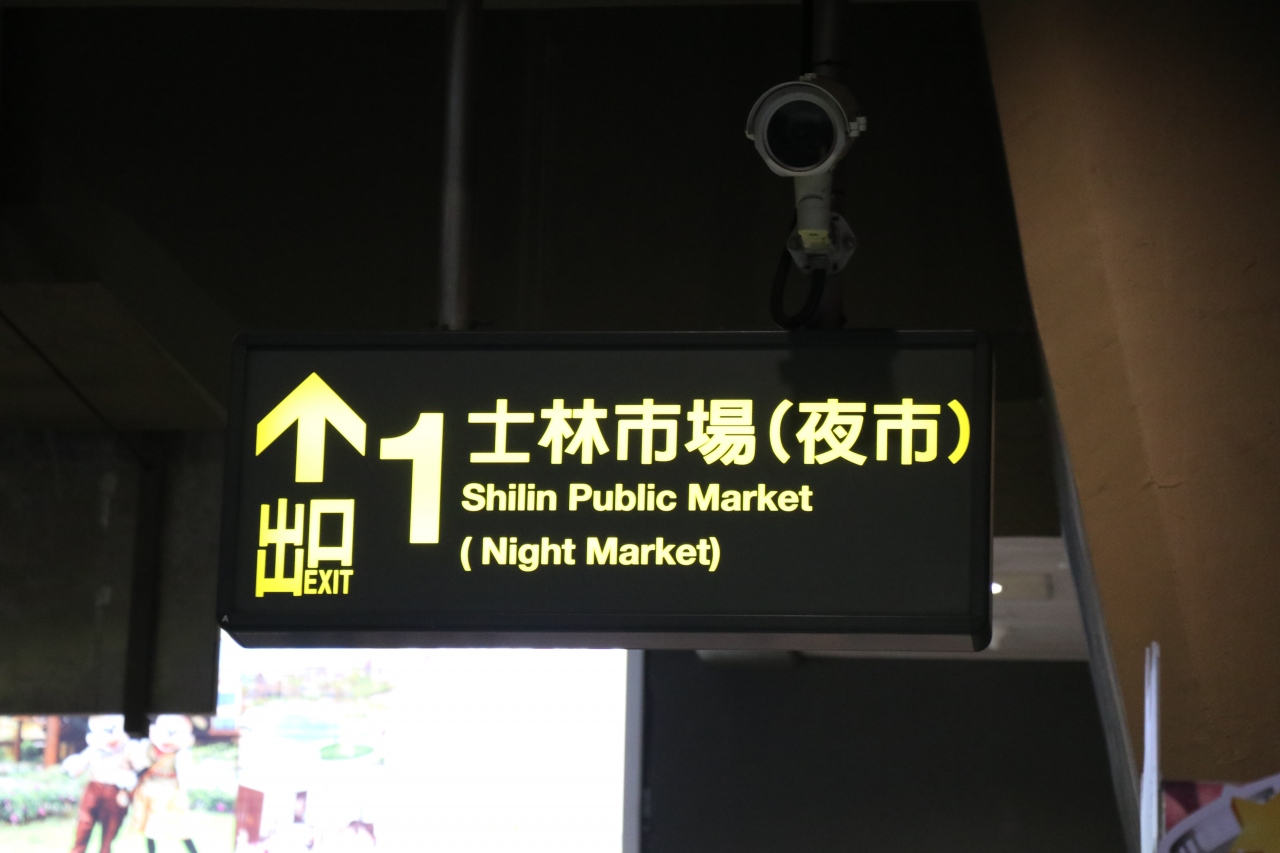 出口
EXIT
1
士林市場(夜市)
Shilin Public Market
( Night Market)
A